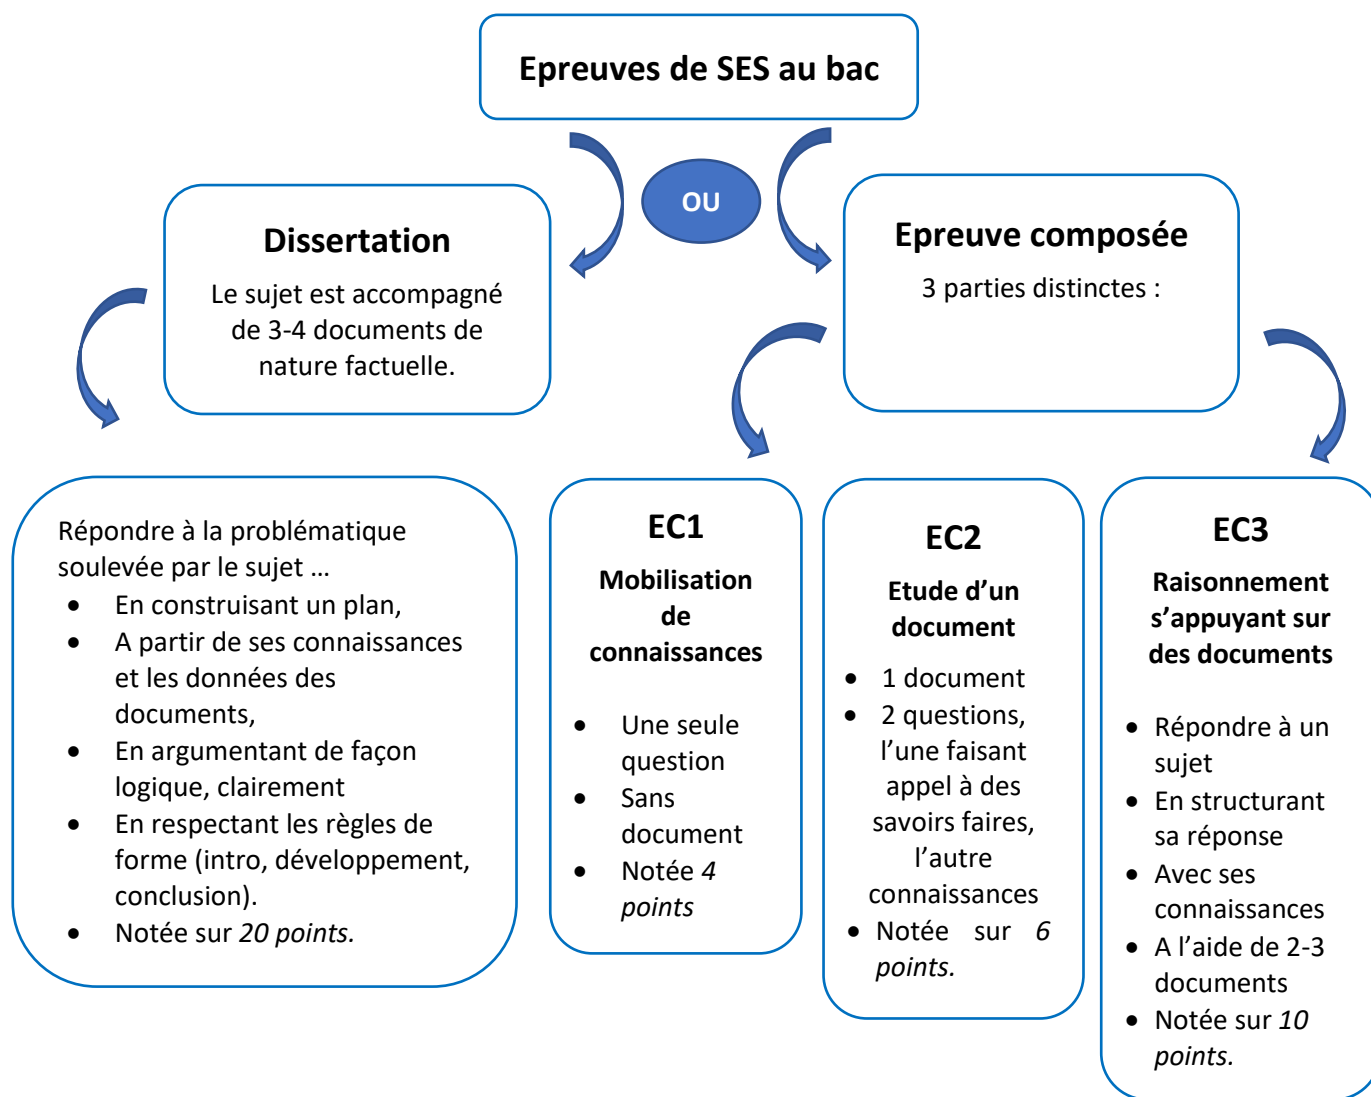 Epreuves de SES au bac
OU
Dissertation
Le sujet est accompagné
de 3-4 documents de
nature factuelle.
Epreuve composée
3 parties distinctes :
Répondre à la problématique
soulevée par le sujet …
• En construisant un plan,
• A partir de ses connaissances
et les données des
documents,
• En argumentant de façon
logique, clairement
• En respectant les règles de
forme (intro, développement,
conclusion).
• Notée sur 20 points.
EC1
Mobilisation
de
connaissances
• Une seule
question
• Sans
document
• Notée 4
points
EC2
Etude d’un
document
• 1 document
• 2 questions,
l’une faisant
appel à des
savoirs faires,
l’autre
connaissances
• Notée sur 6
points.
EC3
Raisonnement
s’appuyant sur
des documents
• Répondre à un
sujet
• En structurant
sa réponse
• Avec ses
connaissances
• A l’aide de 2-3
documents
• Notée sur 10
points.